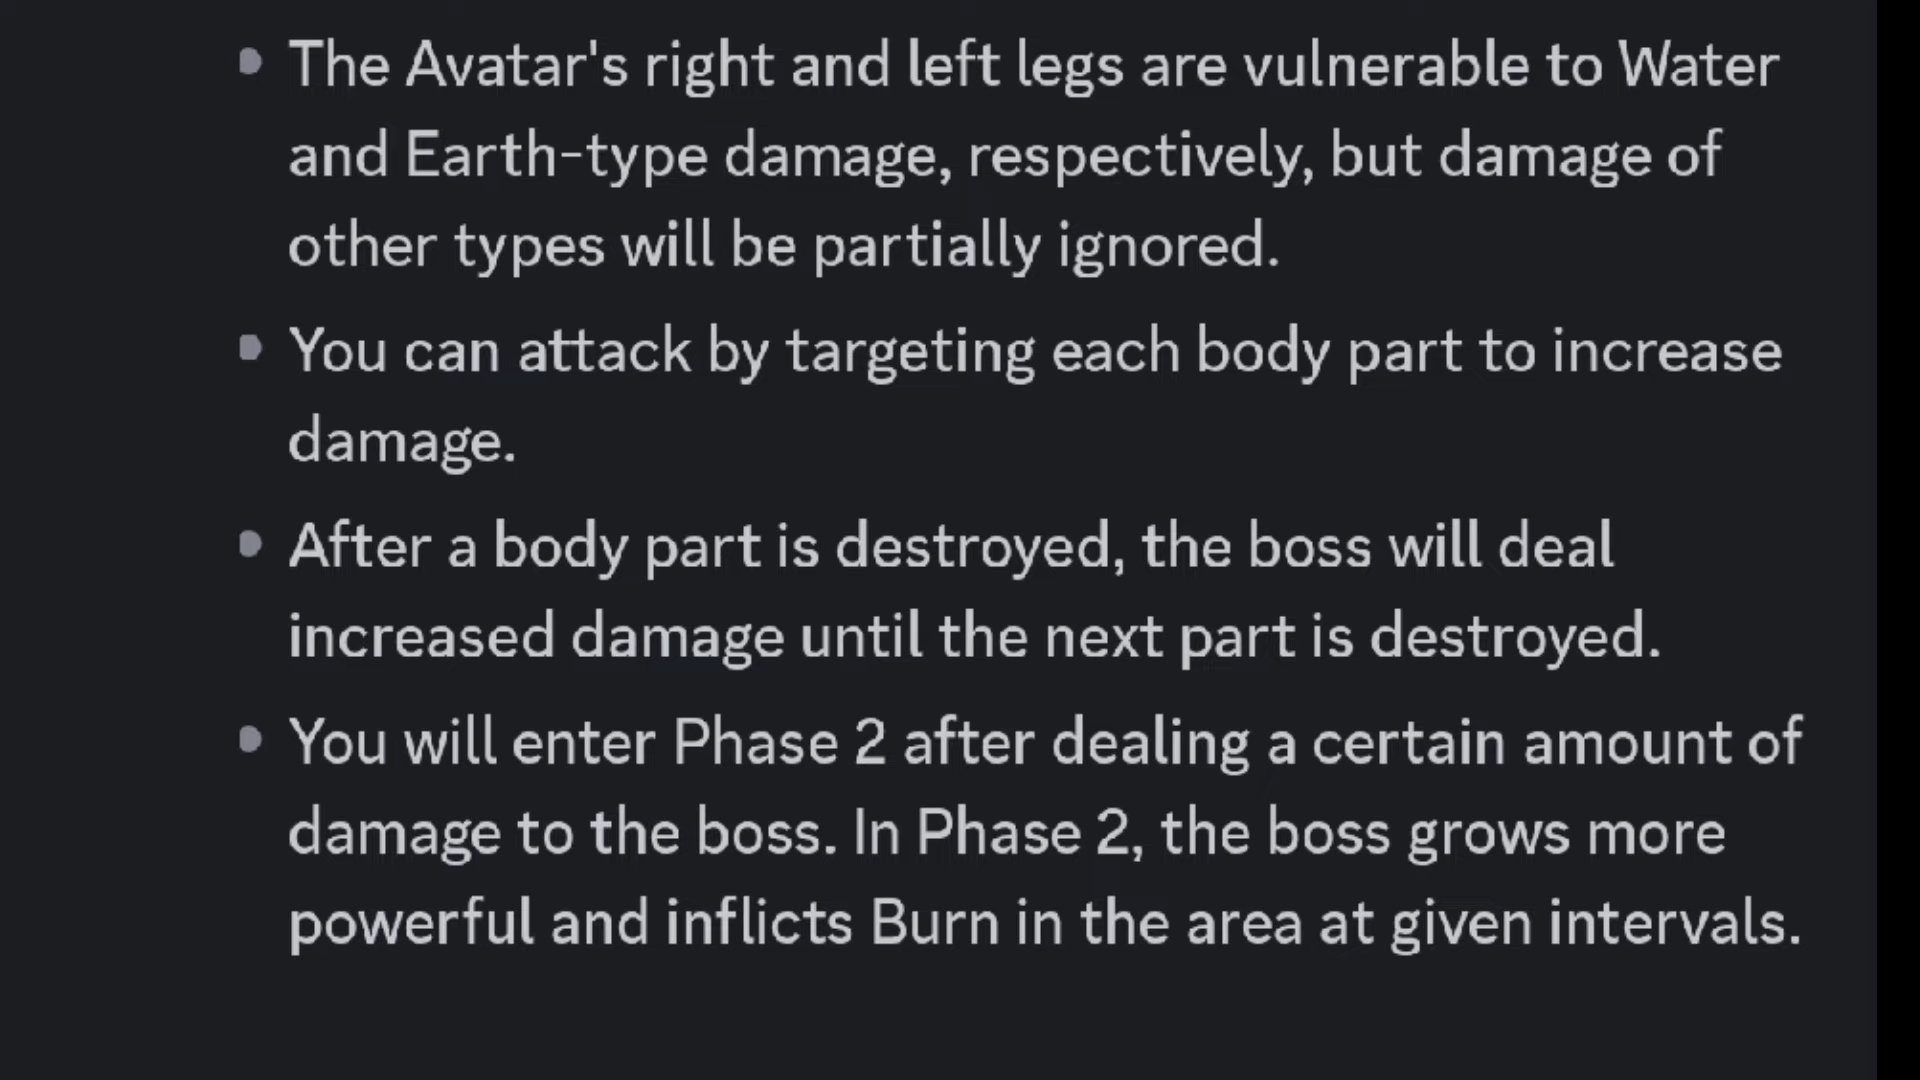 The Avatar's right and left legs are vulnerable to Water
and Earth-type damage, respectively, but damage of
other types will be partially ignored.
You can attack by targeting each body part to increase
damage.
After a body part is destroyed, the boss will deal
increased damage until the next part is destroyed.
You will enter Phase 2 after dealing a certain amount of
damage to the boss. In Phase 2, the boss grows more
powerful and inflicts Burn in the area at given intervals.